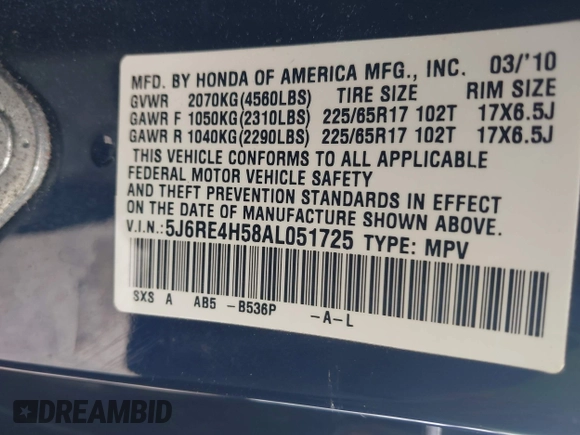 MFD. BY HONDA OF AMERICA MFG., INC. 03/'10
GVWR 2070KG(4560LBS) TIRE SIZE RIM SIZE
GAWR F 1050KG(2310LBS) 225/65R17 102T 17X6.5J
GAWR R 1040KG(2290LBS) 225/65R17 102T 17X6.5J
THIS VEHICLE CONFORMS TO ALL APPLICABLE
FEDERAL MOTOR VEHICLE SAFETY
AND THEFT PREVENTION STANDARDS IN EFFECT
ON THE DATE OF MANUFACTURE SHOWN ABOVE.
V.I.N.:5J6RE4H58AL051725 TYPE: MPV
SXS A AB5 -B536P -A-L
DREAMBID